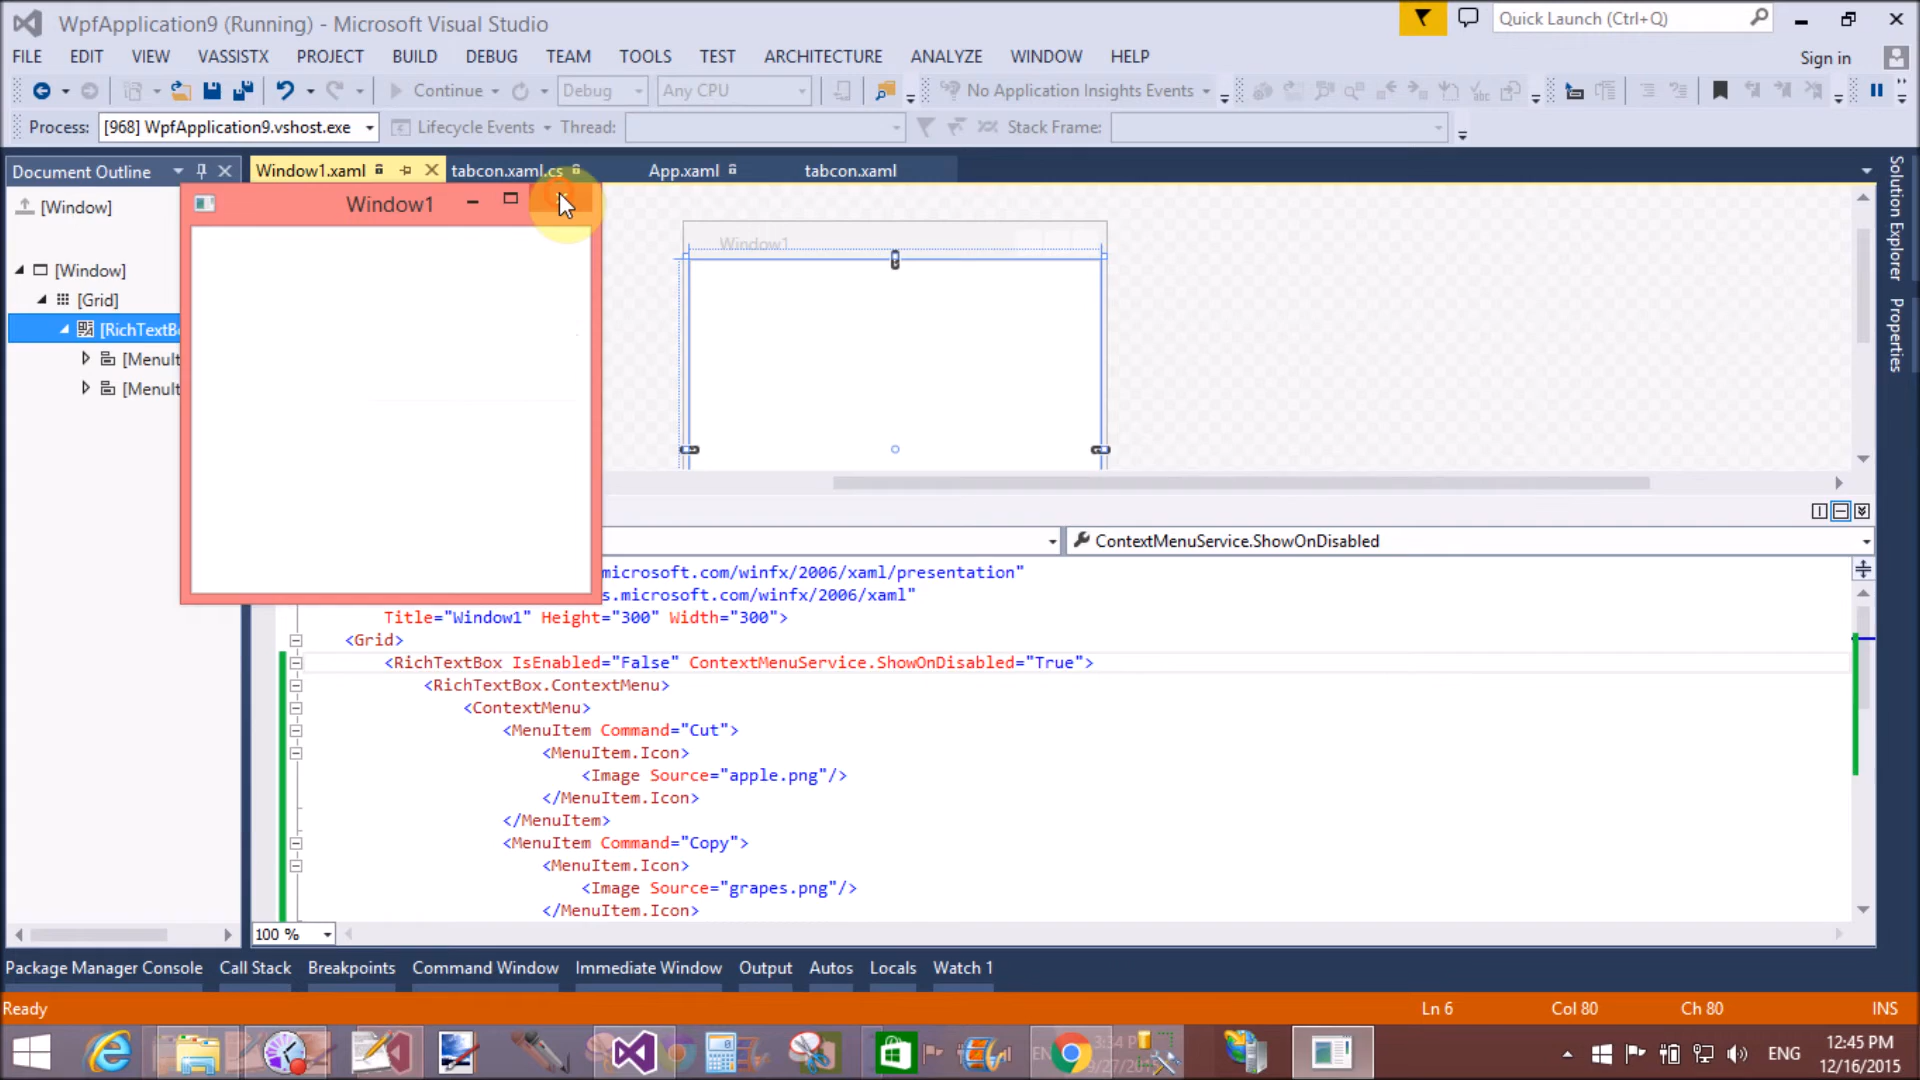 WpfApplication9 (Running) - Microsoft Visual Studio
Quick Launch (Ctrl+Q)
FILE EDIT VIEW VASSISTX PROJECT BUILD DEBUG TEAM TOOLS TEST ARCHITECTURE ANALYZE WINDOW HELP
Sign in
Continue Debug Any CPU No Application Insights Events
Process: [968] WpfApplication9.vshost.exe Lifecycle Events Thread: Stack Frame:
Document Outline
Window1.xaml tabcon.xaml.cs App.xaml tabcon.xaml
[Window]
[Window]
[Grid]
[RichTextBo
[MenuIt
[MenuIt
Window1
Window1
Solution Explorer
Properties
ContextMenuService.ShowOnDisabled
microsoft.com/winfx/2006/xaml/presentation"
s.microsoft.com/winfx/2006/xaml"
Title="Window1" Height="300" Width="300">
<Grid>
<RichTextBox IsEnabled="False" ContextMenuService.ShowOnDisabled="True">
<RichTextBox.ContextMenu>
<ContextMenu>
<MenuItem Command="Cut">
<MenuItem.Icon>
<Image Source="apple.png"/>
</MenuItem.Icon>
</MenuItem>
<MenuItem Command="Copy">
<MenuItem.Icon>
<Image Source="grapes.png"/>
</MenuItem.Icon>
100 %
Package Manager Console Call Stack Breakpoints Command Window Immediate Window Output Autos Locals Watch 1
Ready Ln 6 Col 80 Ch 80 INS
ENG
12:45 PM
12/16/2015